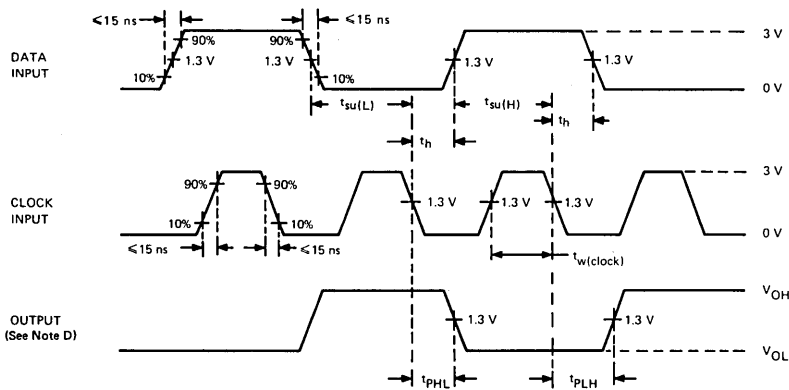 ≤15 ns ≤15 ns
90% 90% 3 V
DATA INPUT 1.3 V 1.3 V 1.3 V 1.3 V
10% 10% 0 V
tsu(L) tsu(H)
th th
3 V
90% 90%
CLOCK INPUT 1.3 V 1.3 V 1.3 V
10% 10% 0 V
≤15 ns ≤15 ns
tw(clock)
VOH
OUTPUT (See Note D) 1.3 V 1.3 V
VOL
tPHL tPLH